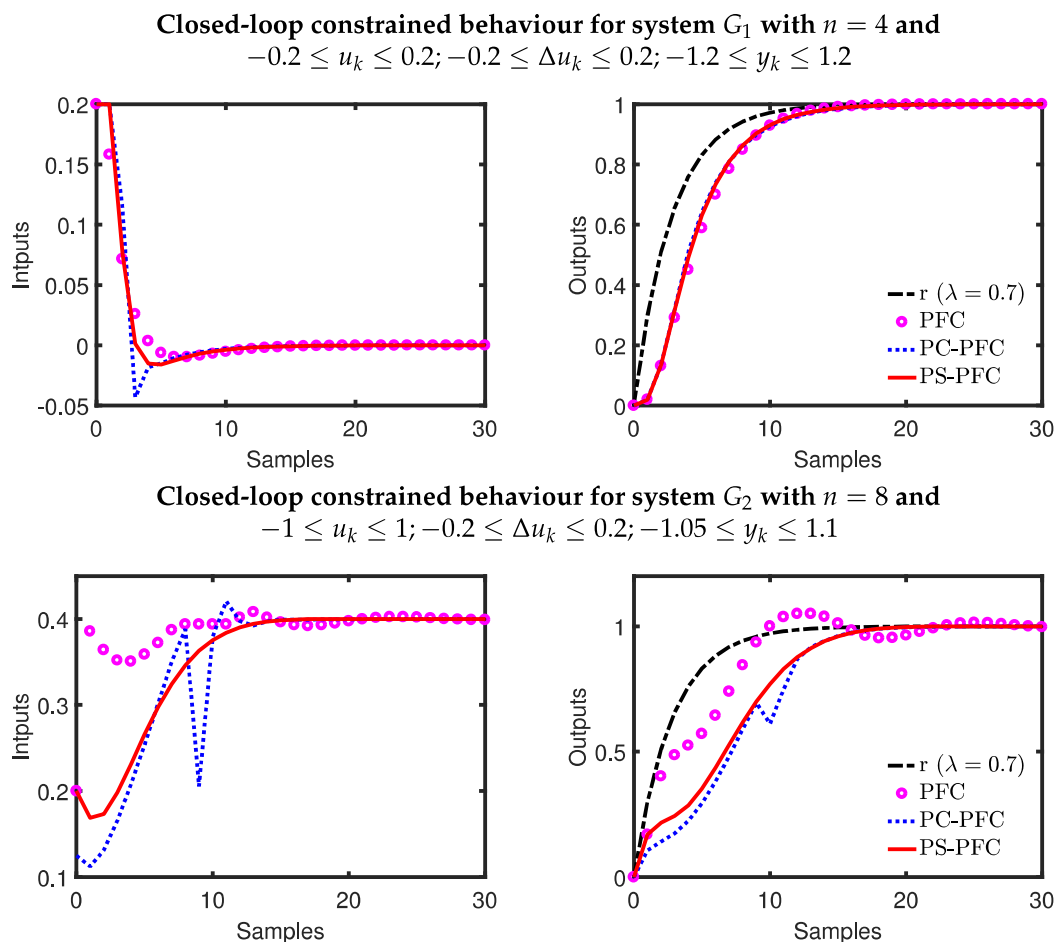 Closed-loop constrained behaviour for system G₁ with n = 4 and
−0.2 ≤ uₖ ≤ 0.2; −0.2 ≤ Δuₖ ≤ 0.2; −1.2 ≤ yₖ ≤ 1.2
0.2
0.15
0.1
0.05
0
-0.05
Intputs
0
10
20
30
Samples
1
0.8
0.6
0.4
0.2
0
Outputs
r (λ = 0.7)
PFC
PC-PFC
PS-PFC
0
10
20
30
Samples
Closed-loop constrained behaviour for system G₂ with n = 8 and
−1 ≤ uₖ ≤ 1; −0.2 ≤ Δuₖ ≤ 0.2; −1.05 ≤ yₖ ≤ 1.1
0.4
0.3
0.2
0.1
Intputs
0
10
20
30
Samples
1
0.5
0
Outputs
r (λ = 0.7)
PFC
PC-PFC
PS-PFC
0
10
20
30
Samples